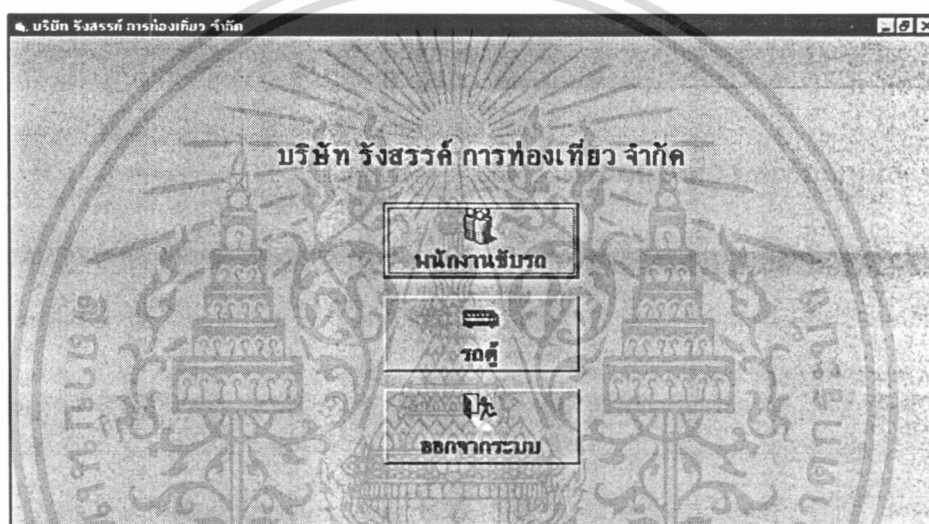 บริษัท รังสรรค์ การท่องเที่ยว จำกัด
บริษัท รังสรรค์ การท่องเที่ยว จำกัด
พนักงานขับรถ
รถตู้
ออกจากระบบ